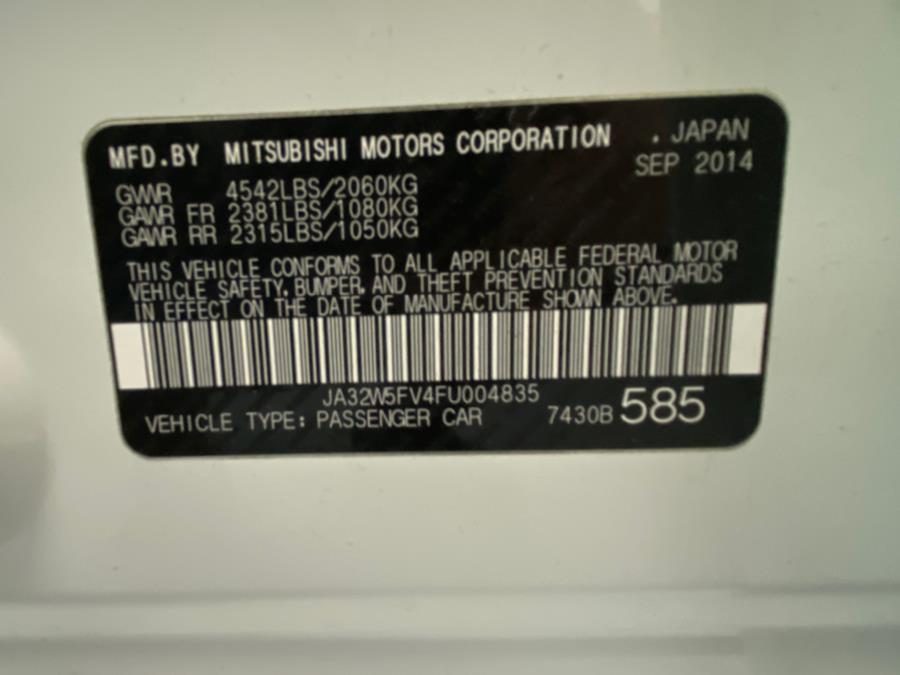 MFD.BY MITSUBISHI MOTORS CORPORATION . JAPAN
SEP 2014
GVWR 4542LBS/2060KG
GAWR FR 2381LBS/1080KG
GAWR RR 2315LBS/1050KG
THIS VEHICLE CONFORMS TO ALL APPLICABLE FEDERAL MOTOR
VEHICLE SAFETY, BUMPER, AND THEFT PREVENTION STANDARDS
IN EFFECT ON THE DATE OF MANUFACTURE SHOWN ABOVE.
JA32W5FV4FU004835
VEHICLE TYPE: PASSENGER CAR 7430B 585